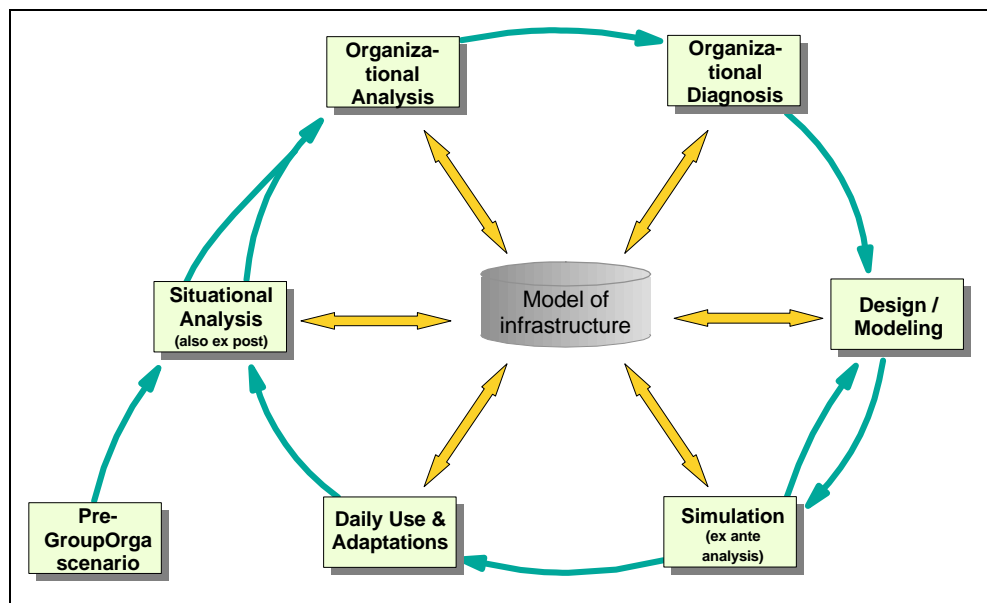 Organiza-
tional
Analysis
Organiza-
tional
Diagnosis
Situational
Analysis
(also ex post)
Model of
infrastructure
Design /
Modeling
Pre-
GroupOrga
scenario
Daily Use &
Adaptations
Simulation
(ex ante
analysis)